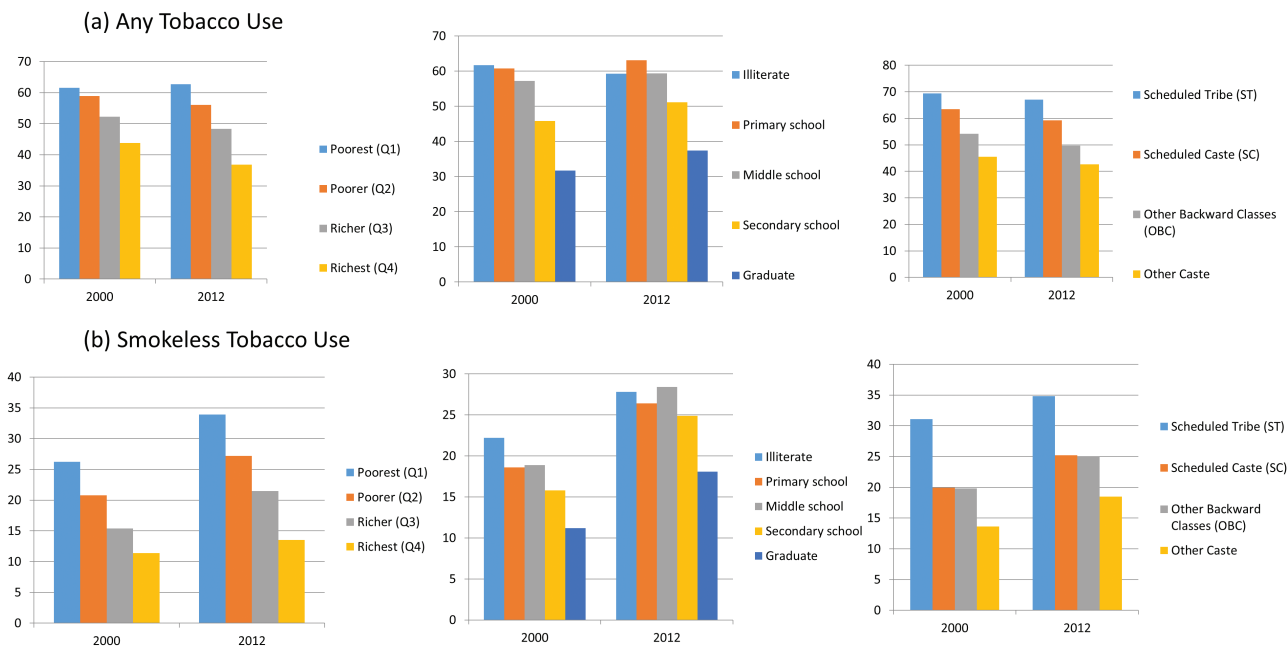 (a) Any Tobacco Use
70
60
50
40
30
20
10
0
2000
2012
Poorest (Q1)
Poorer (Q2)
Richer (Q3)
Richest (Q4)
70
60
50
40
30
20
10
0
2000
2012
Illiterate
Primary school
Middle school
Secondary school
Graduate
80
70
60
50
40
30
20
10
0
2000
2012
Scheduled Tribe (ST)
Scheduled Caste (SC)
Other Backward Classes
(OBC)
Other Caste
(b) Smokeless Tobacco Use
40
35
30
25
20
15
10
5
0
2000
2012
Poorest (Q1)
Poorer (Q2)
Richer (Q3)
Richest (Q4)
30
25
20
15
10
5
0
2000
2012
Illiterate
Primary school
Middle school
Secondary school
Graduate
40
35
30
25
20
15
10
5
0
2000
2012
Scheduled Tribe (ST)
Scheduled Caste (SC)
Other Backward
Classes (OBC)
Other Caste